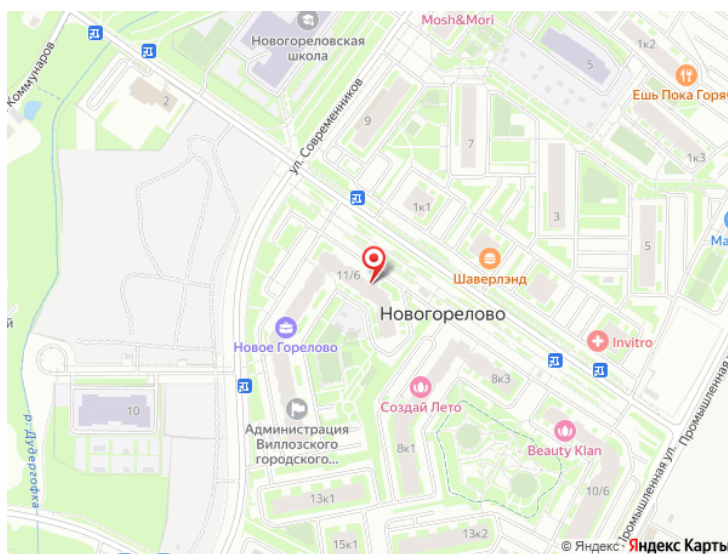 Mosh&Mori
Новогореловская
школа
Коммунаров
2
ул. Современников
9
7
5
1к2
Ешь Пока Горяч
1к3
1к1
3
5
Ма
Шаверлэнд
11/6
Новогорелово
Новое Горелово
Invitro
Создай Лето
8к3
10
р. Дудергофка
Администрация
Виллозского
городского...
8к1
Beauty Klan
10/6
13к1
13к2
15к1
Промышленная ул.
Промышленная
ий
© Яндекс Яндекс Карты